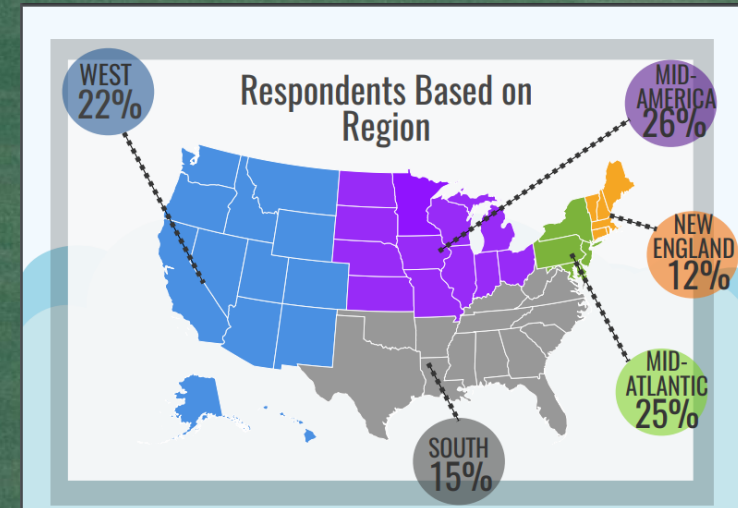 Respondents Based on
Region
WEST
22%
MID-
AMERICA
26%
NEW
ENGLAND
12%
MID-
ATLANTIC
25%
SOUTH
15%